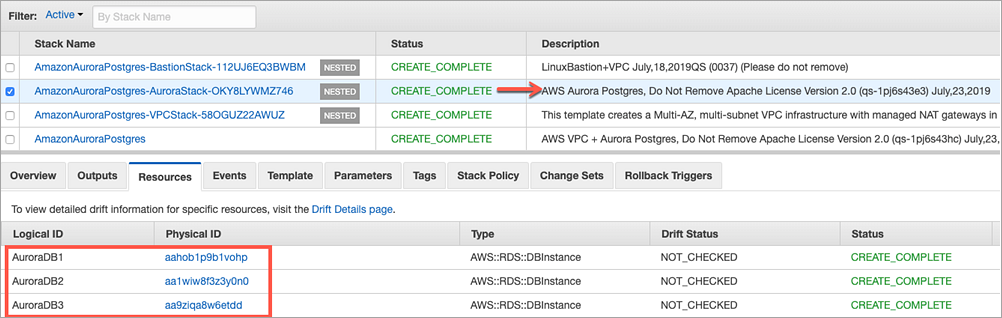 Filter: Active By Stack Name
Stack Name Status Description
AmazonAuroraPostgres-BastionStack-112UJ6EQ3BWBM NESTED CREATE_COMPLETE LinuxBastion+VPC July,18,2019QS (0037) (Please do not remove)
AmazonAuroraPostgres-AuroraStack-OKY8LYWMZ746 NESTED CREATE_COMPLETE AWS Aurora Postgres, Do Not Remove Apache License Version 2.0 (qs-1pj6s43e3) July,23,2019
AmazonAuroraPostgres-VPCStack-58OGUZ22AWUZ NESTED CREATE_COMPLETE This template creates a Multi-AZ, multi-subnet VPC infrastructure with managed NAT gateways in
AmazonAuroraPostgres CREATE_COMPLETE AWS VPC + Aurora Postgres, Do Not Remove Apache License Version 2.0 (qs-1pj6s43hc) July,23,
Overview Outputs Resources Events Template Parameters Tags Stack Policy Change Sets Rollback Triggers
To view detailed drift information for specific resources, visit the Drift Details page.
Logical ID Physical ID Type Drift Status Status
AuroraDB1 aahob1p9b1vohp AWS::RDS::DBInstance NOT_CHECKED CREATE_COMPLETE
AuroraDB2 aa1wiw8f3z3y0n0 AWS::RDS::DBInstance NOT_CHECKED CREATE_COMPLETE
AuroraDB3 aa9ziqa8w6etdd AWS::RDS::DBInstance NOT_CHECKED CREATE_COMPLETE